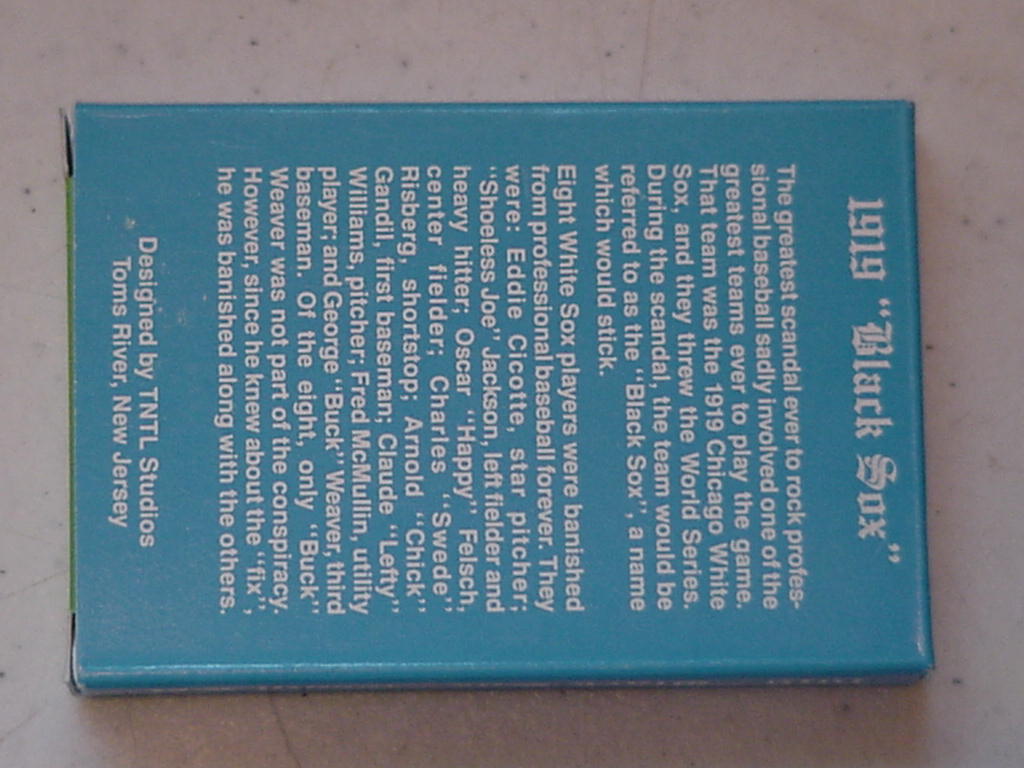 1919 "Black Sox"
The greatest scandal ever to rock profes-
sional baseball sadly involved one of the
greatest teams ever to play the game.
That team was the 1919 Chicago White
Sox, and they threw the World Series.
During the scandal, the team would be
referred to as the "Black Sox", a name
which would stick.
Eight White Sox players were banished
from professional baseball forever. They
were: Eddie Cicotte, star pitcher;
"Shoeless Joe" Jackson, left fielder and
heavy hitter; Oscar "Happy" Felsch,
center fielder; Charles "Swede"
Risberg, shortstop; Arnold "Chick"
Gandil, first baseman; Claude "Lefty"
Williams, pitcher; Fred McMullin, utility
player; and George "Buck" Weaver, third
baseman. Of the eight, only "Buck"
Weaver was not part of the conspiracy.
However, since he knew about the "fix",
he was banished along with the others.
Designed by TNTL Studios
Toms River, New Jersey